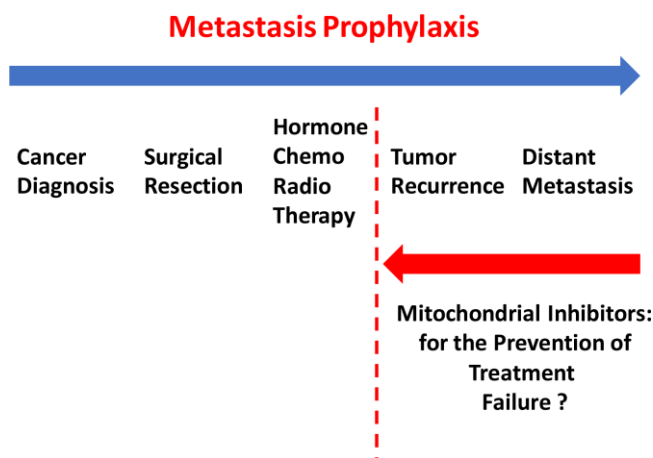 Metastasis Prophylaxis
Cancer
Diagnosis
Surgical
Resection
Hormone
Chemo
Radio
Therapy
Tumor
Recurrence
Distant
Metastasis
Mitochondrial Inhibitors:
for the Prevention of
Treatment
Failure ?